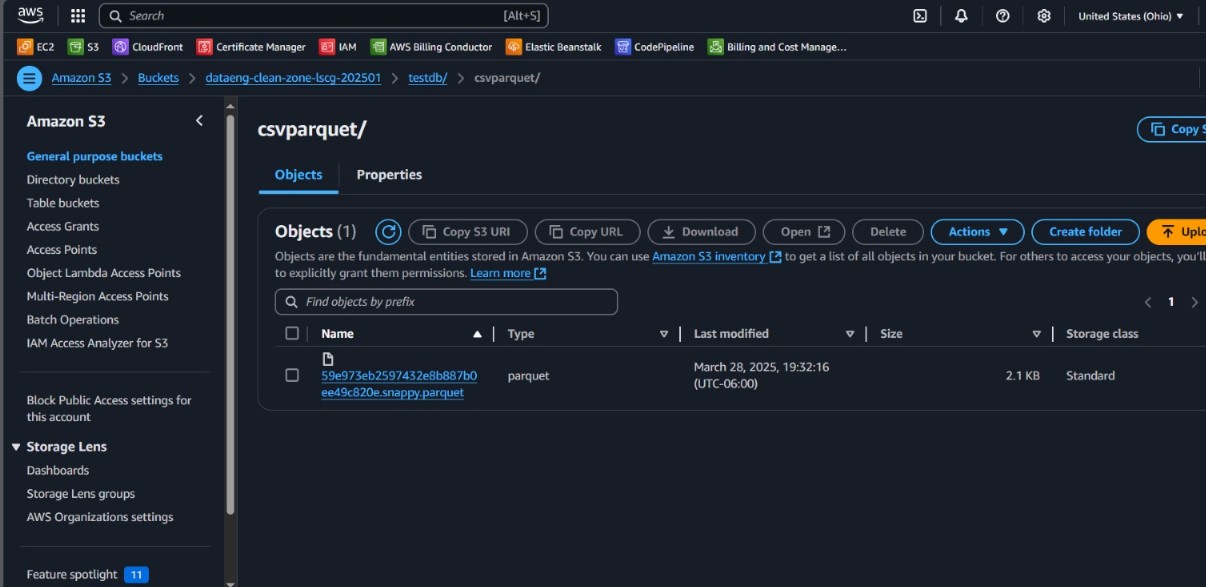 aws
Search [Alt+S] United States (Ohio)
EC2 S3 CloudFront Certificate Manager IAM AWS Billing Conductor Elastic Beanstalk CodePipeline Billing and Cost Manage...
Amazon S3 > Buckets > dataeng-clean-zone-lscg-202501 > testdb/ > csvparquet/
Amazon S3
General purpose buckets
Directory buckets
Table buckets
Access Grants
Access Points
Object Lambda Access Points
Multi-Region Access Points
Batch Operations
IAM Access Analyzer for S3
Block Public Access settings for
this account
Storage Lens
Dashboards
Storage Lens groups
AWS Organizations settings
Feature spotlight 11
csvparquet/
Copy S
Objects Properties
Objects (1) Copy S3 URI Copy URL Download Open Delete Actions Create folder Uplo
Objects are the fundamental entities stored in Amazon S3. You can use Amazon S3 inventory to get a list of all objects in your bucket. For others to access your objects, you'll
to explicitly grant them permissions. Learn more
Find objects by prefix
1
Name Type Last modified Size Storage class
59e973eb2597432e8b887b0
ee49c820e.snappy.parquet
parquet
March 28, 2025, 19:32:16
(UTC-06:00)
2.1 KB
Standard